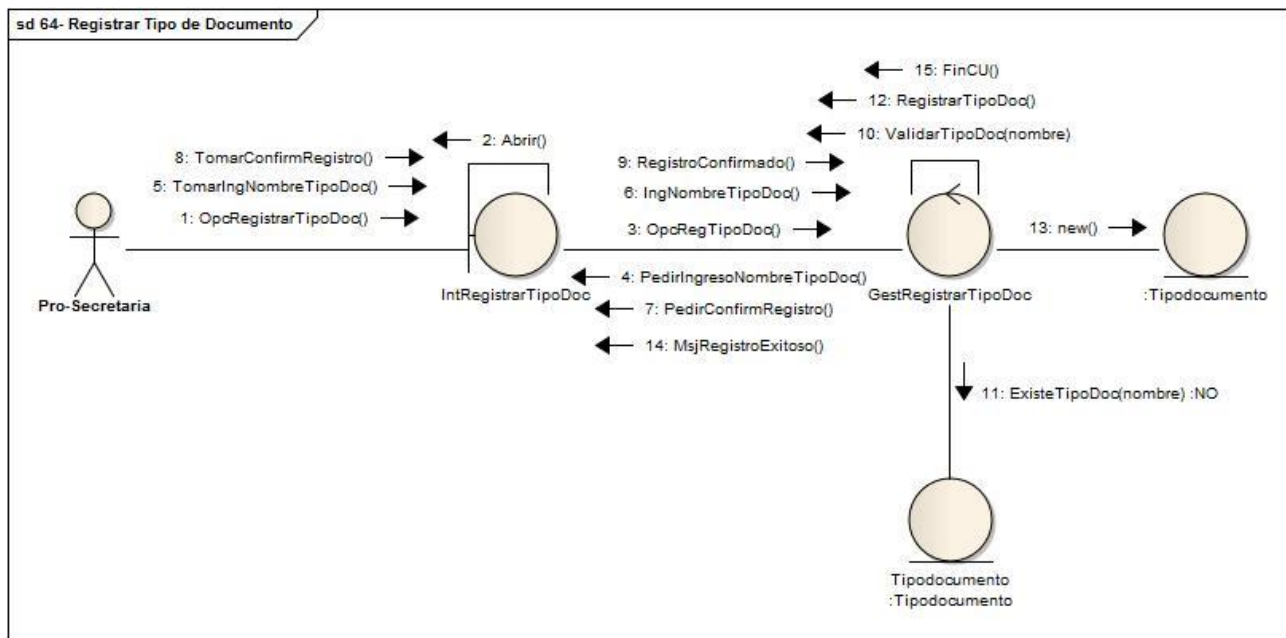 sd 64- Registrar Tipo de Documento
15: FinCU()
12: RegistrarTipoDoc()
10: ValidarTipoDoc(nombre)
2: Abrir()
8: TomarConfirmRegistro()
5: TomarIngNombreTipoDoc()
1: OpcRegistrarTipoDoc()
9: RegistroConfirmado()
6: IngNombreTipoDoc()
3: OpcRegTipoDoc()
13: new()
Pro-Secretaria
IntRegistrarTipoDoc
4: PedirIngresoNombreTipoDoc()
7: PedirConfirmRegistro()
14: MsjRegistroExitoso()
GestRegistrarTipoDoc
:Tipodocumento
11: ExisteTipoDoc(nombre) :NO
Tipodocumento
:Tipodocumento